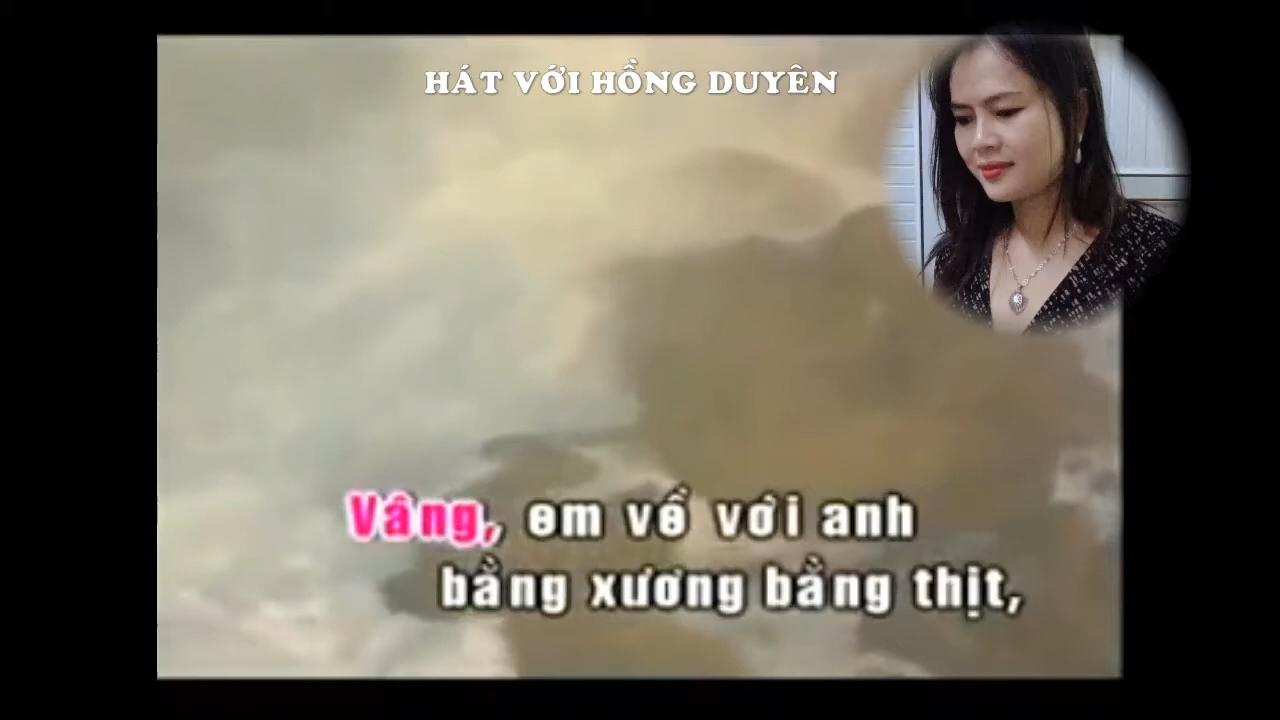 HÁT VỚI HỒNG DUYÊN
Vâng, em về với anh
bằng xương bằng thịt,